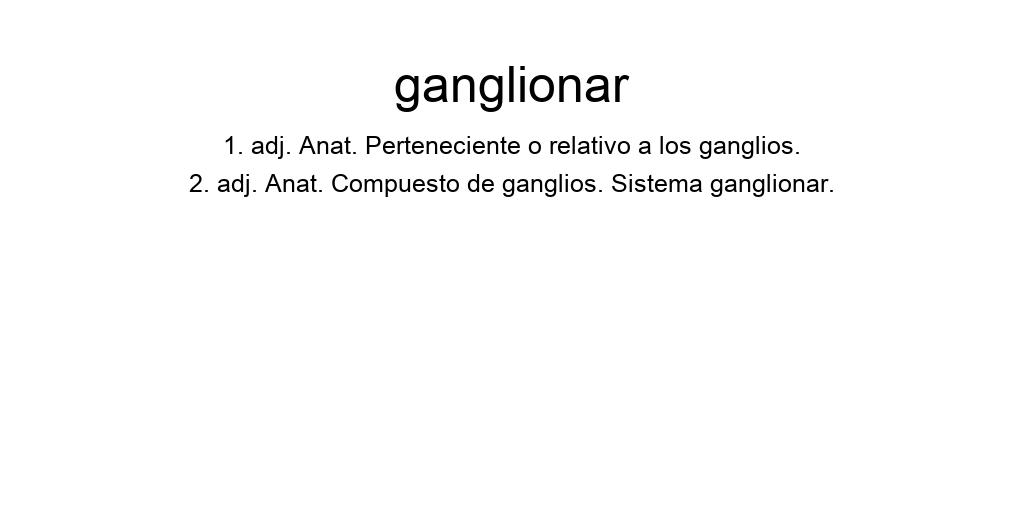 ganglionar
1. adj. Anat. Perteneciente o relativo a los ganglios.
2. adj. Anat. Compuesto de ganglios. Sistema ganglionar.